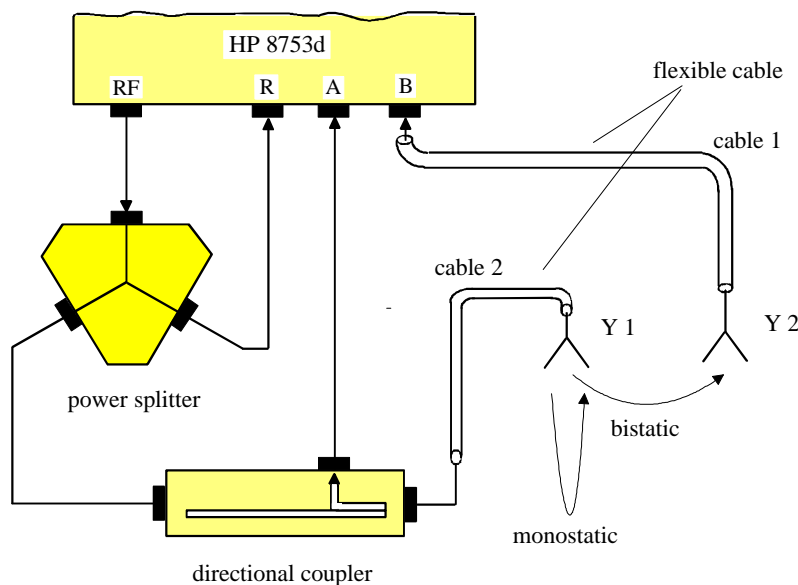 HP 8753d
RF
R
A
B
flexible cable
cable 1
cable 2
Y 1
Y 2
power splitter
bistatic
monostatic
directional coupler